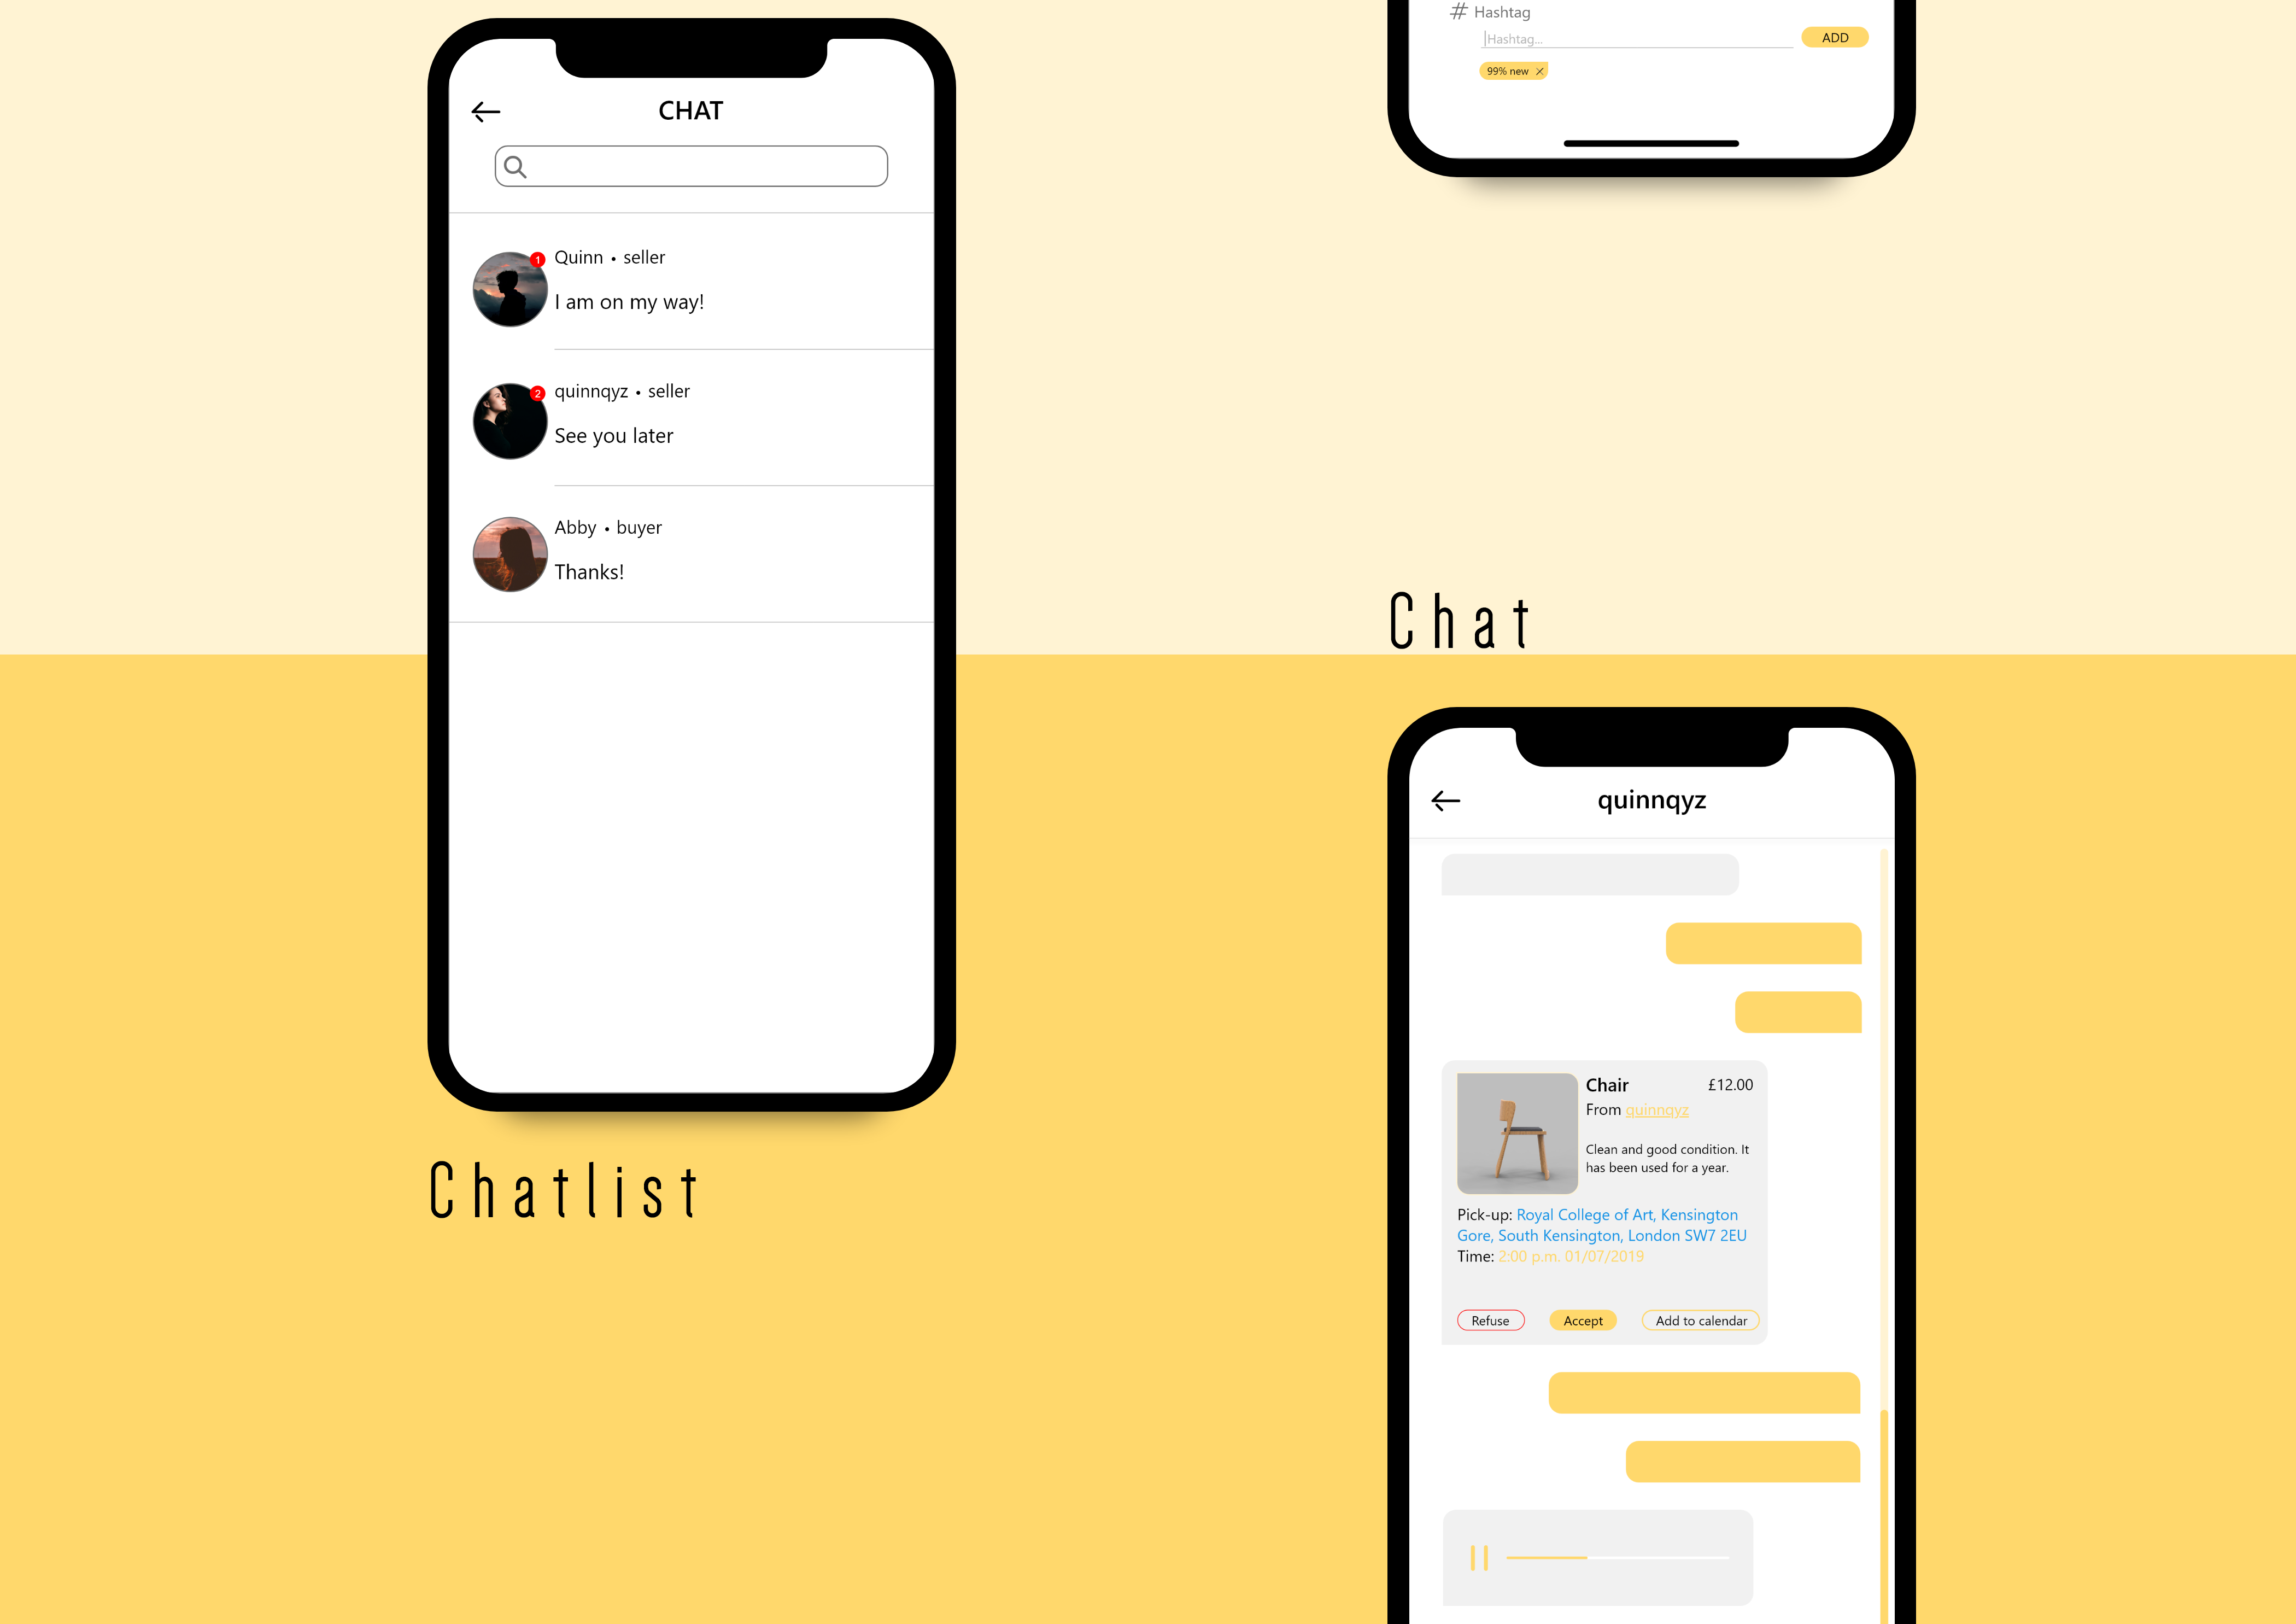 CHAT
1
Quinn • seller
I am on my way!
2
quinnqyz • seller
See you later
Abby • buyer
Thanks!
Chatlist
# Hashtag
Hashtag...
ADD
99% new ×
Chat
quinnqyz
Chair £12.00
From quinnqyz
Clean and good condition. It
has been used for a year.
Pick-up: Royal College of Art, Kensington
Gore, South Kensington, London SW7 2EU
Time: 2:00 p.m. 01/07/2019
Refuse
Accept
Add to calendar